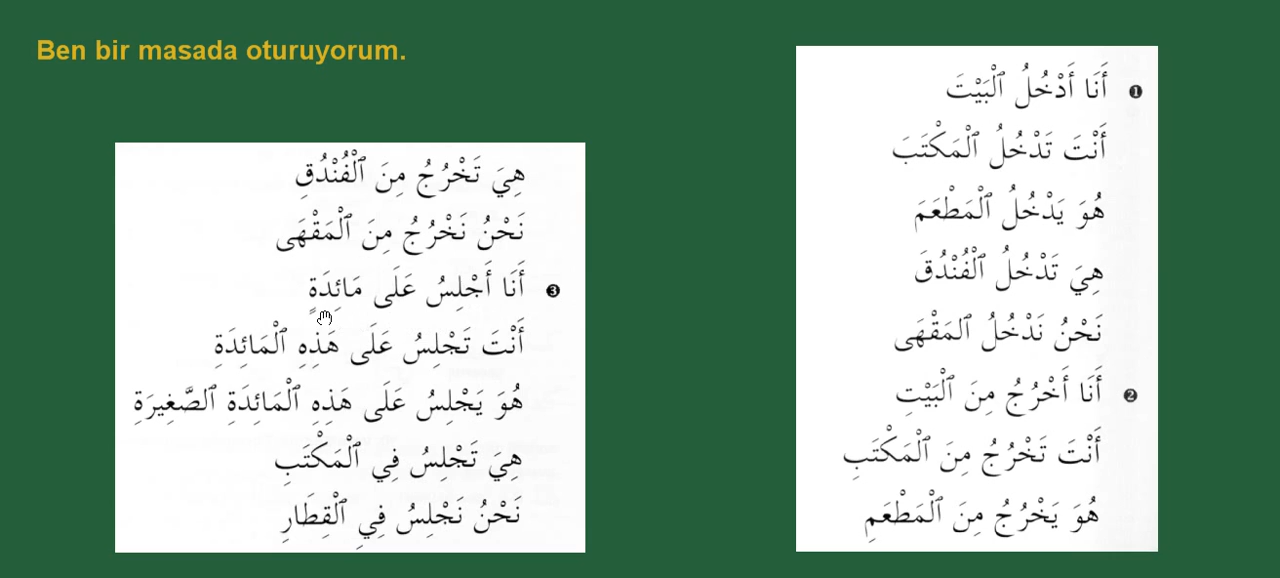 Ben bir masada oturuyorum.
❶ أَنَا أَدْخُلُ ٱلْبَيْتَ
أَنْتَ تَدْخُلُ ٱلْمَكْتَبَ
هُوَ يَدْخُلُ ٱلْمَطْعَمَ
هِيَ تَدْخُلُ ٱلْفُنْدُقَ
نَحْنُ نَدْخُلُ ٱلمَقْهَى
❷ أَنَا أَخْرُجُ مِنَ ٱلْبَيْتِ
أَنْتَ تَخْرُجُ مِنَ ٱلْمَكْتَبِ
هُوَ يَخْرُجُ مِنَ ٱلْمَطْعَمِ
هِيَ تَخْرُجُ مِنَ ٱلْفُنْدُقِ
نَحْنُ نَخْرُجُ مِنَ ٱلْمَقْهَى
❸ أَنَا أَجْلِسُ عَلَى مَائِدَةٍ
أَنْتَ تَجْلِسُ عَلَى هَذِهِ ٱلْمَائِدَةِ
هُوَ يَجْلِسُ عَلَى هَذِهِ ٱلْمَائِدَةِ ٱلصَّغِيرَةِ
هِيَ تَجْلِسُ فِي ٱلْمَكْتَبِ
نَحْنُ نَجْلِسُ فِي ٱلْقِطَارِ